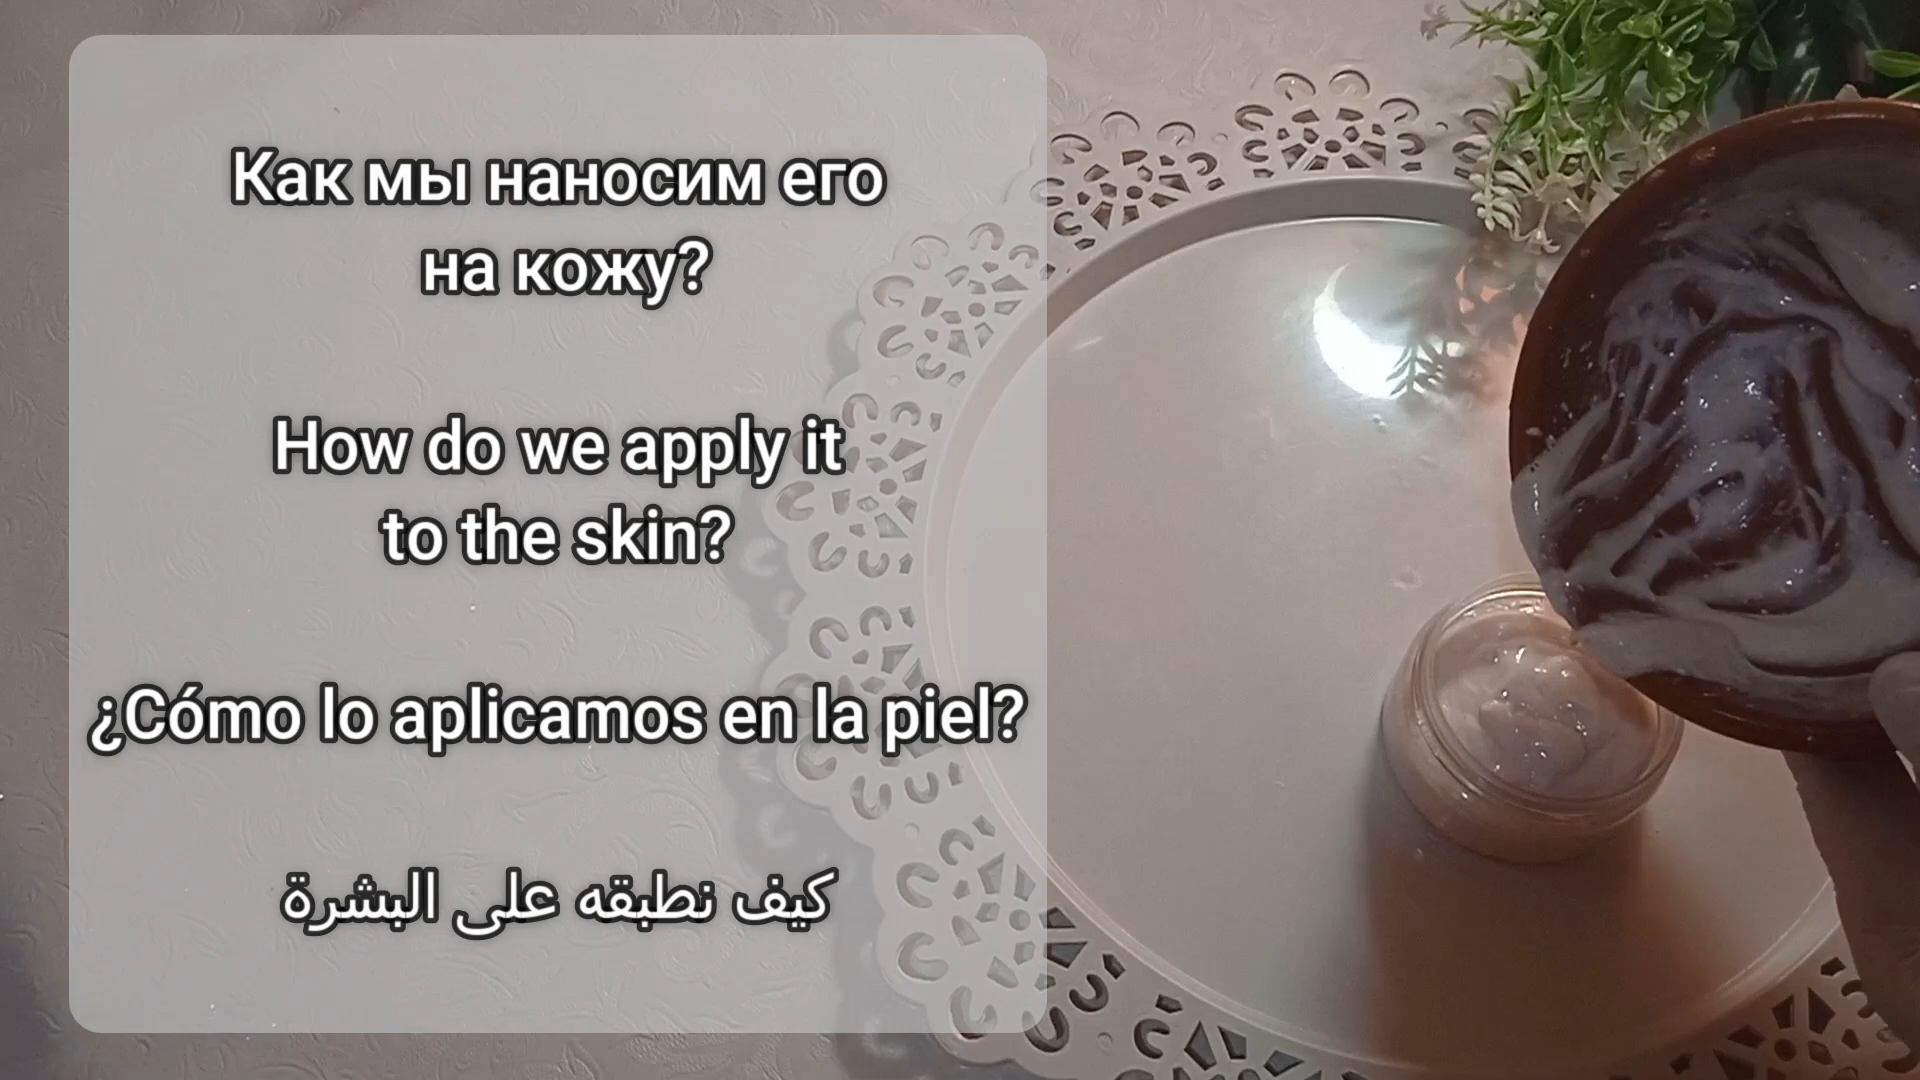 Как мы наносим его
на кожу?
How do we apply it
to the skin?
¿Cómo lo aplicamos en la piel?
كيف نطبقه على البشرة